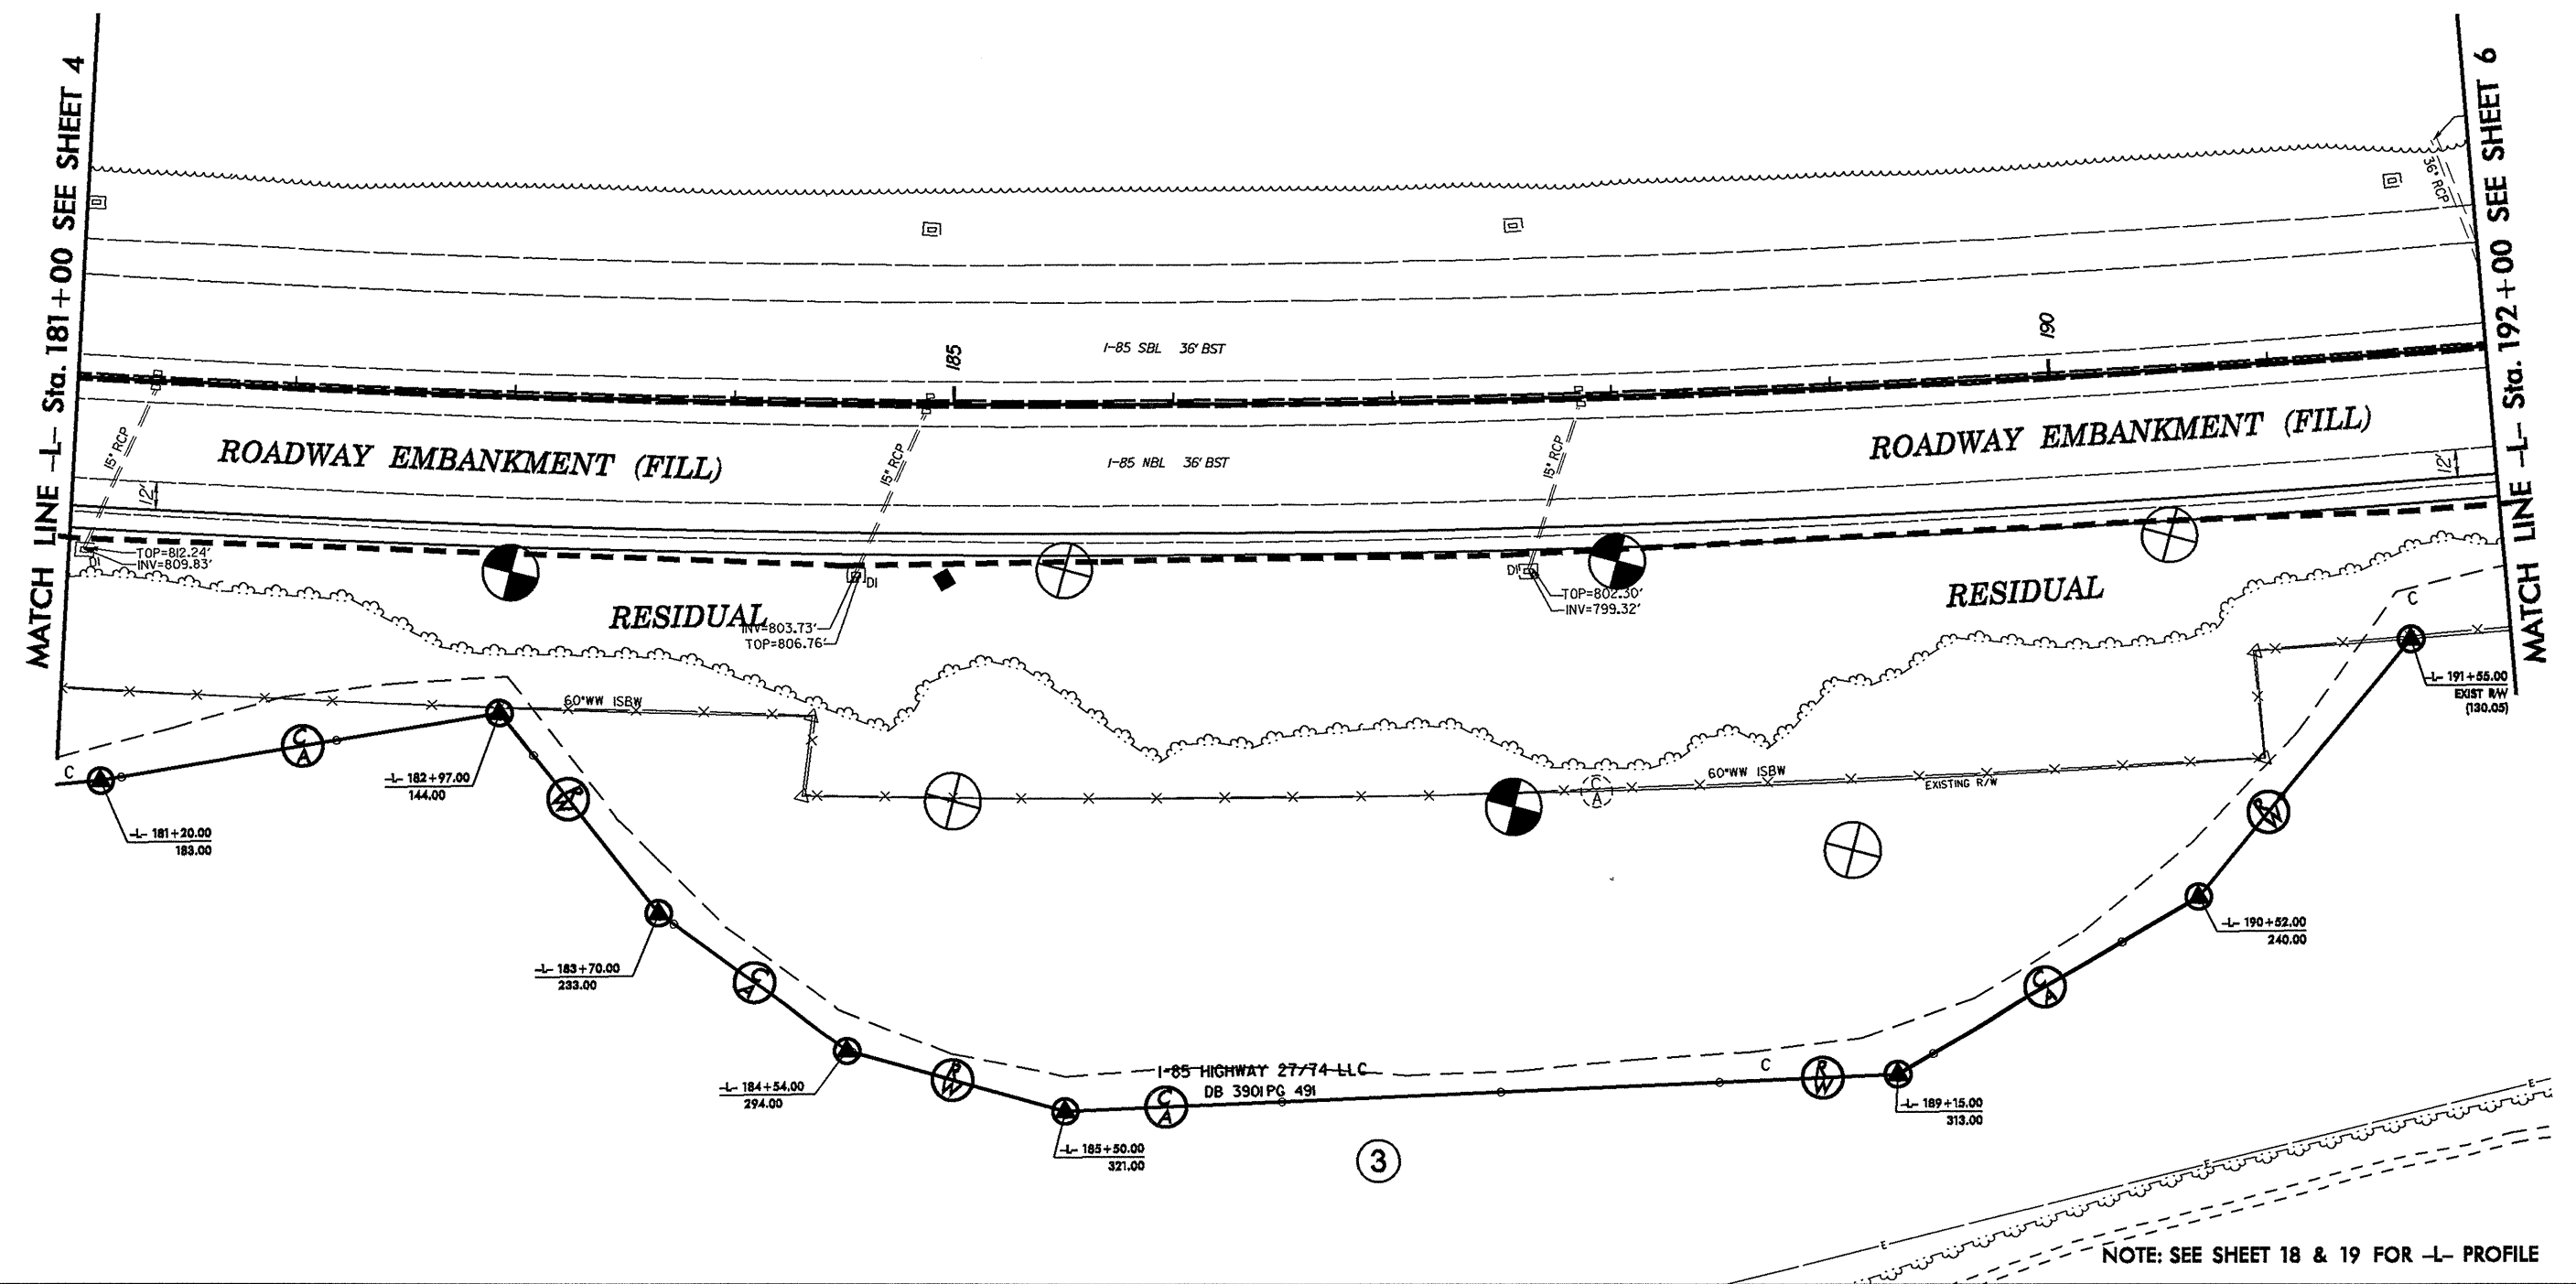 MATCH LINE -L- Sta. 181+00 SEE SHEET 4
MATCH LINE -L- Sta. 192+00 SEE SHEET 6
36" RCP
190
185
I-85 SBL 36' BST
15" RCP
ROADWAY EMBANKMENT (FILL)
15" RCP
I-85 NBL 36' BST
15" RCP
ROADWAY EMBANKMENT (FILL)
12'
12'
TOP=812.24'
INV=809.83'
DI
DI
DI
TOP=802.30'
INV=799.32'
RESIDUAL
INV=803.73'
TOP=806.76'
RESIDUAL
C
-L- 191+55.00
EXIST R/W
(130.05)
60"WW ISBW
60"WW ISBW
EXISTING R/W
C
A
C
A
C
-L- 182+97.00
144.00
R
W
R
W
-L- 181+20.00
183.00
-L- 183+70.00
233.00
-L- 190+52.00
240.00
C
A
C
A
-L- 184+54.00
294.00
R
W
I-85 HIGHWAY 27/74 LLC
DB 3901 PG 491
C
A
C
R
W
-L- 189+15.00
313.00
-L- 185+50.00
321.00
3
E
E
E
NOTE: SEE SHEET 18 & 19 FOR -L- PROFILE